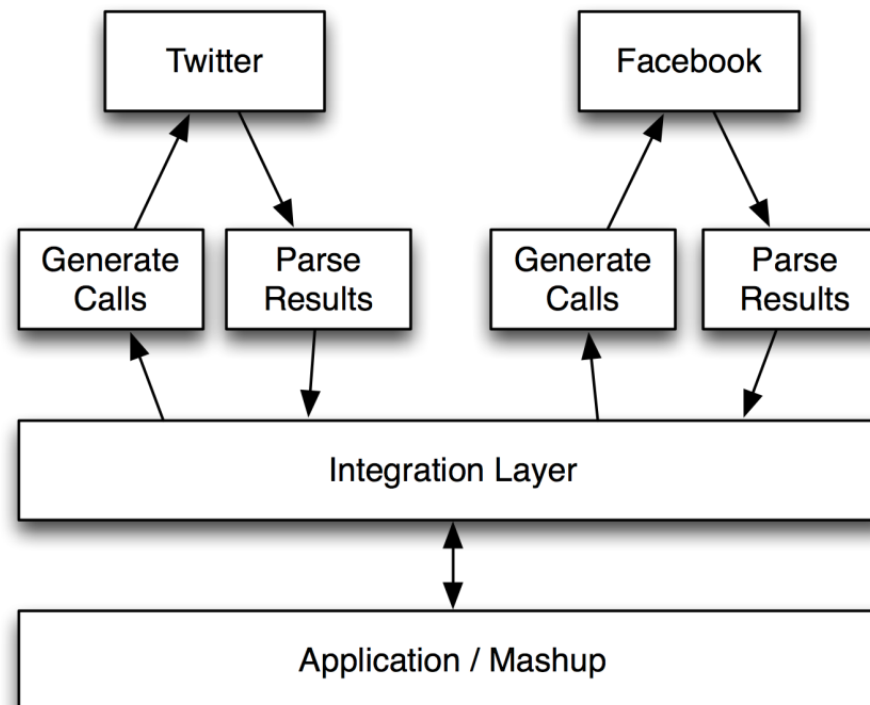 Twitter
Facebook
Generate
Calls
Parse
Results
Generate
Calls
Parse
Results
Integration Layer
Application / Mashup